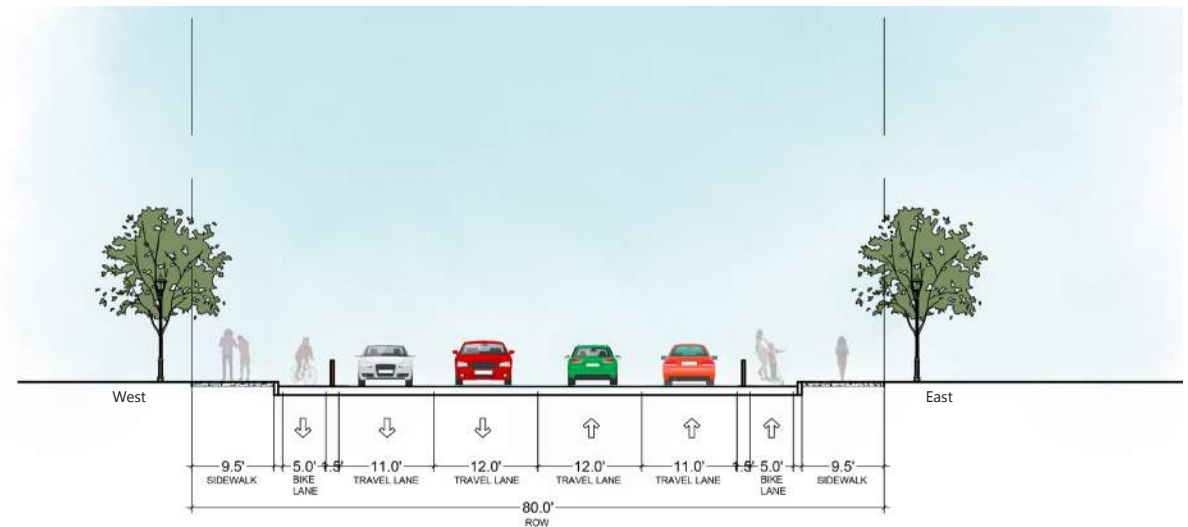 West
East
9.5'
SIDEWALK
5.0'
BIKE
LANE
1.5'
11.0'
TRAVEL LANE
12.0'
TRAVEL LANE
12.0'
TRAVEL LANE
11.0'
TRAVEL LANE
1.5'
5.0'
BIKE
LANE
9.5'
SIDEWALK
80.0'
ROW